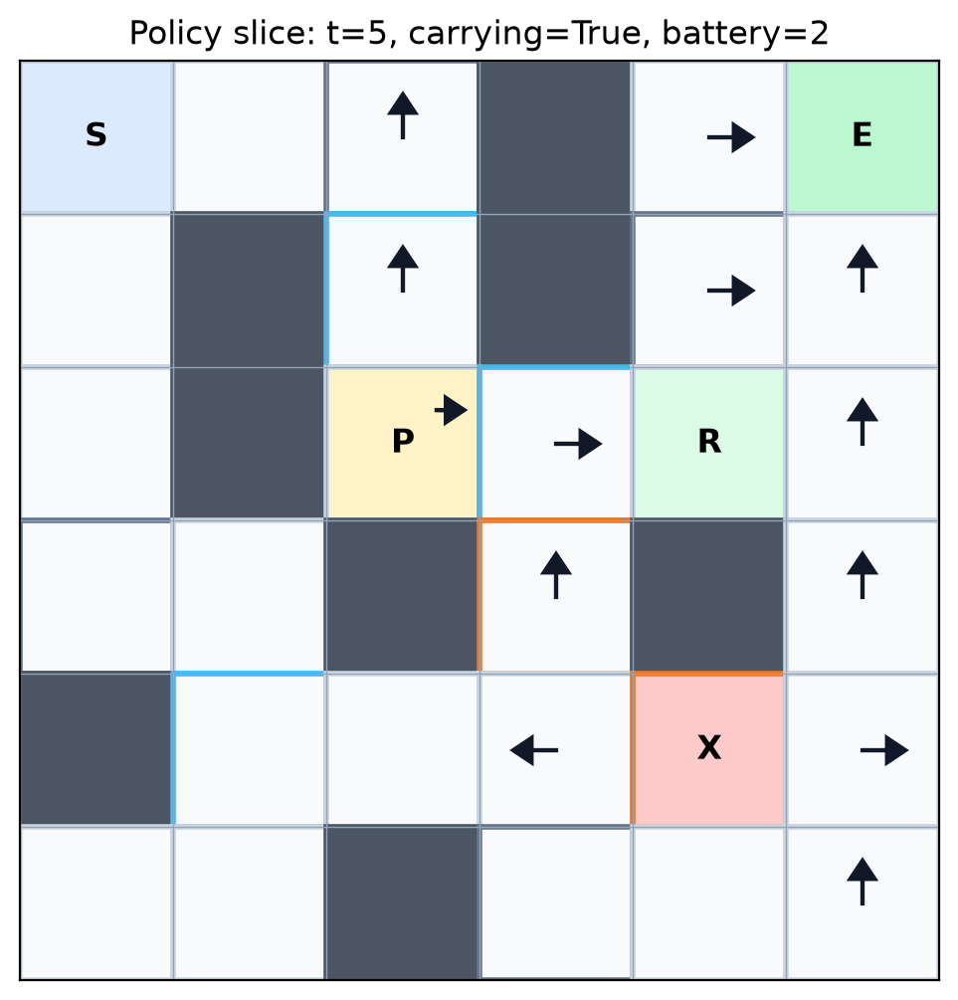 Policy slice: t=5, carrying=True, battery=2
S
E
P
R
X